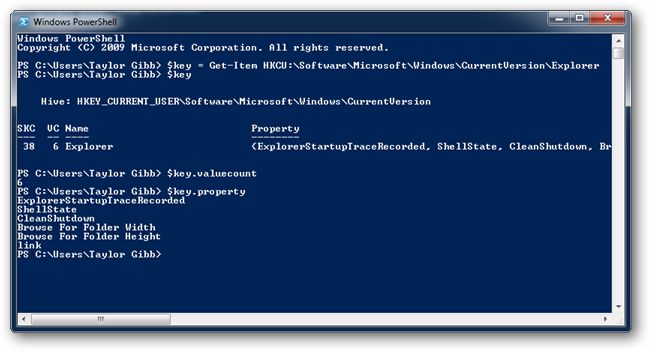 Windows PowerShell
Windows PowerShell
Copyright (C) 2009 Microsoft Corporation. All rights reserved.
PS C:\Users\Taylor Gibb> $key = Get-Item HKCU:\Software\Microsoft\Windows\CurrentVersion\Explorer
PS C:\Users\Taylor Gibb> $key
Hive: HKEY_CURRENT_USER\Software\Microsoft\Windows\CurrentVersion
SKC  VC Name                           Property
---  -- ----                           --------
 38   6 Explorer                       {ExplorerStartupTraceRecorded, ShellState, CleanShutdown, Br
PS C:\Users\Taylor Gibb> $key.valuecount
6
PS C:\Users\Taylor Gibb> $key.property
ExplorerStartupTraceRecorded
ShellState
CleanShutdown
Browse For Folder Width
Browse For Folder Height
link
PS C:\Users\Taylor Gibb>